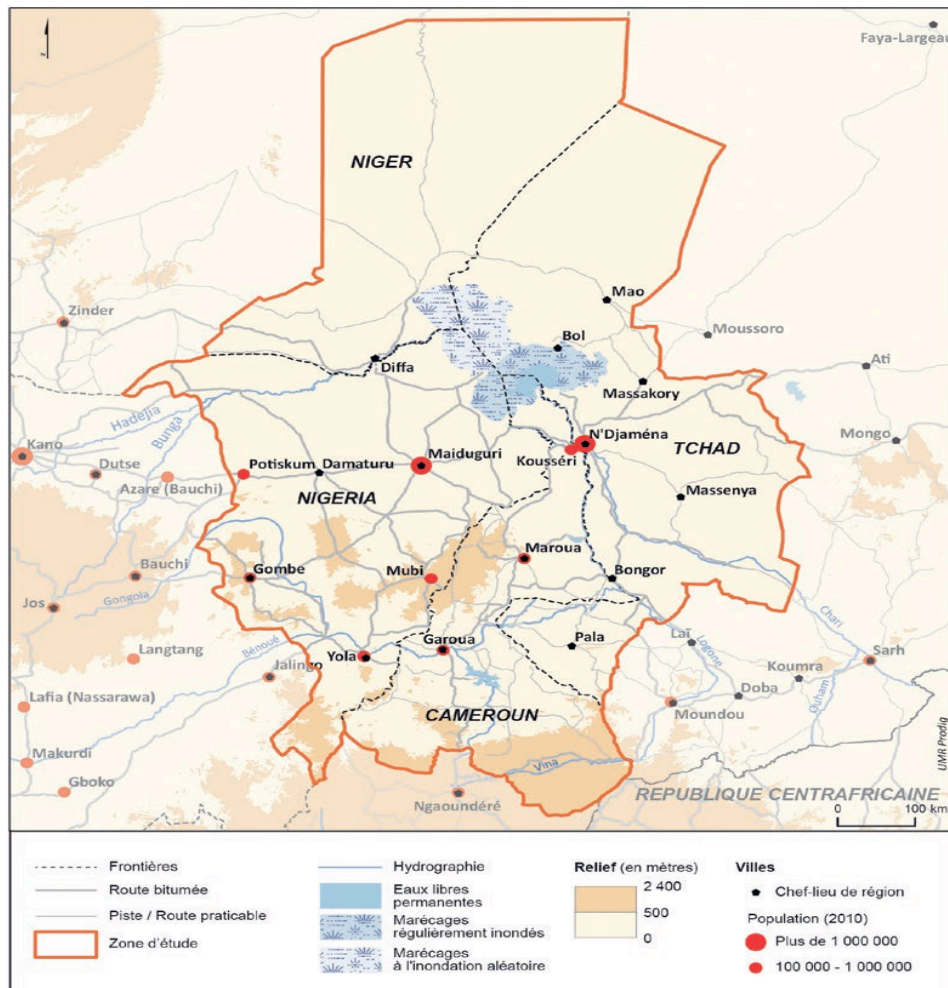 Faya-Largeau
NIGER
Mao
Zinder
Moussoro
Bol
Diffa
Ati
Massakory
Hadejia
Bunga
N'Djaména
TCHAD
Kano
Mongo
Dutse
Potiskum
Damaturu
Maiduguri
Kousséri
Azare (Bauchi)
NIGERIA
Massenya
Maroua
Bauchi
Gombe
Mubi
Bongor
Jos
Gongola
Chari
Garoua
Pala
Laï
Logone
Langtang
Bénoué
Yola
Jalingo
Koumra
Sarh
Doba
Ouham
Lafia (Nassarawa)
CAMEROUN
Moundou
Makurdi
Vina
Gboko
Ngaoundéré
REPUBLIQUE CENTRAFRICAINE
UMR Prodig
0 100 km
Frontières
Route bitumée
Piste / Route praticable
Zone d'étude
Hydrographie
Eaux libres
permanentes
Marécages
régulièrement inondés
Marécages
à l'inondation aléatoire
Relief (en mètres)
2 400
500
0
Villes
Chef-lieu de région
Population (2010)
Plus de 1 000 000
100 000 - 1 000 000